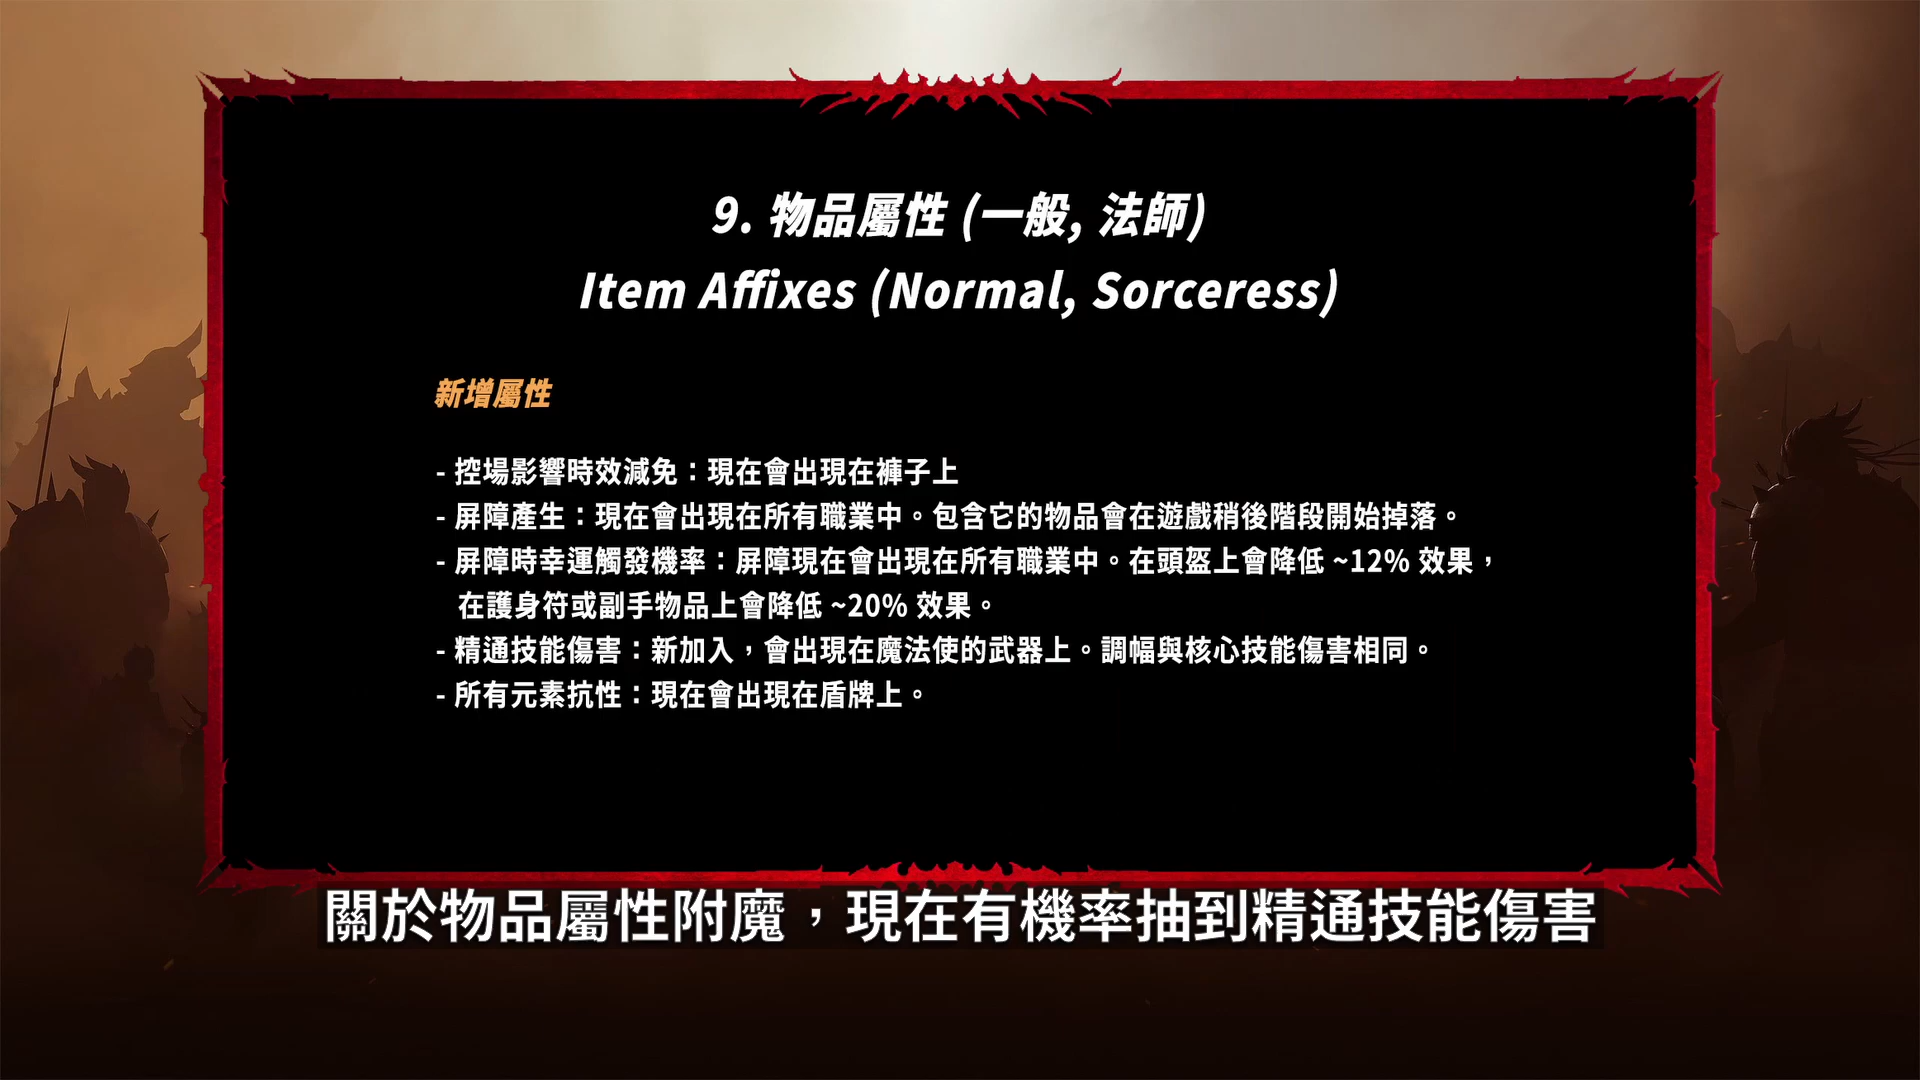 9. 物品屬性 (一般, 法師)
Item Affixes (Normal, Sorceress)
新增屬性
- 控場影響時效減免：現在會出現在褲子上
- 屏障產生：現在會出現在所有職業中。包含它的物品會在遊戲稍後階段開始掉落。
- 屏障時幸運觸發機率：屏障現在會出現在所有職業中。在頭盔上會降低 ~12% 效果，
在護身符或副手物品上會降低 ~20% 效果。
- 精通技能傷害：新加入，會出現在魔法使的武器上。調幅與核心技能傷害相同。
- 所有元素抗性：現在會出現在盾牌上。
關於物品屬性附魔，現在有機率抽到精通技能傷害